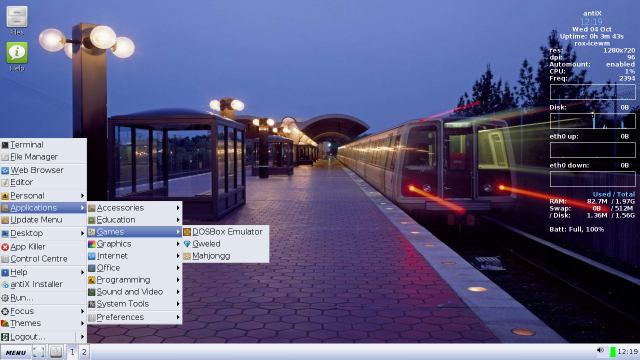 Files
Help
antiX
12:19
Wed 04 Oct
Uptime: 0h 3m 43s
rox-icewm
res: 1280x720
dpi: 96
Automount: enabled
CPU: 1%
Freq: 2394
Disk: 0B
eth0 up: 0B
eth0 down: 0B
Used / Total
RAM: 82.7M / 1.97G
Swap: 0B / 512M
/ Disk: 1.36M / 1.56G
Batt: Full, 100%
Terminal
File Manager
Web Browser
Editor
Personal
Applications
Update Menu
Desktop
App Killer
Control Centre
Help
antiX Installer
Run...
Focus
Themes
Logout...
Accessories
Education
Games
Graphics
Internet
Office
Programming
Sound and Video
System Tools
Preferences
DOSBox Emulator
Gweled
Mahjongg
MENU
1
2
12:19